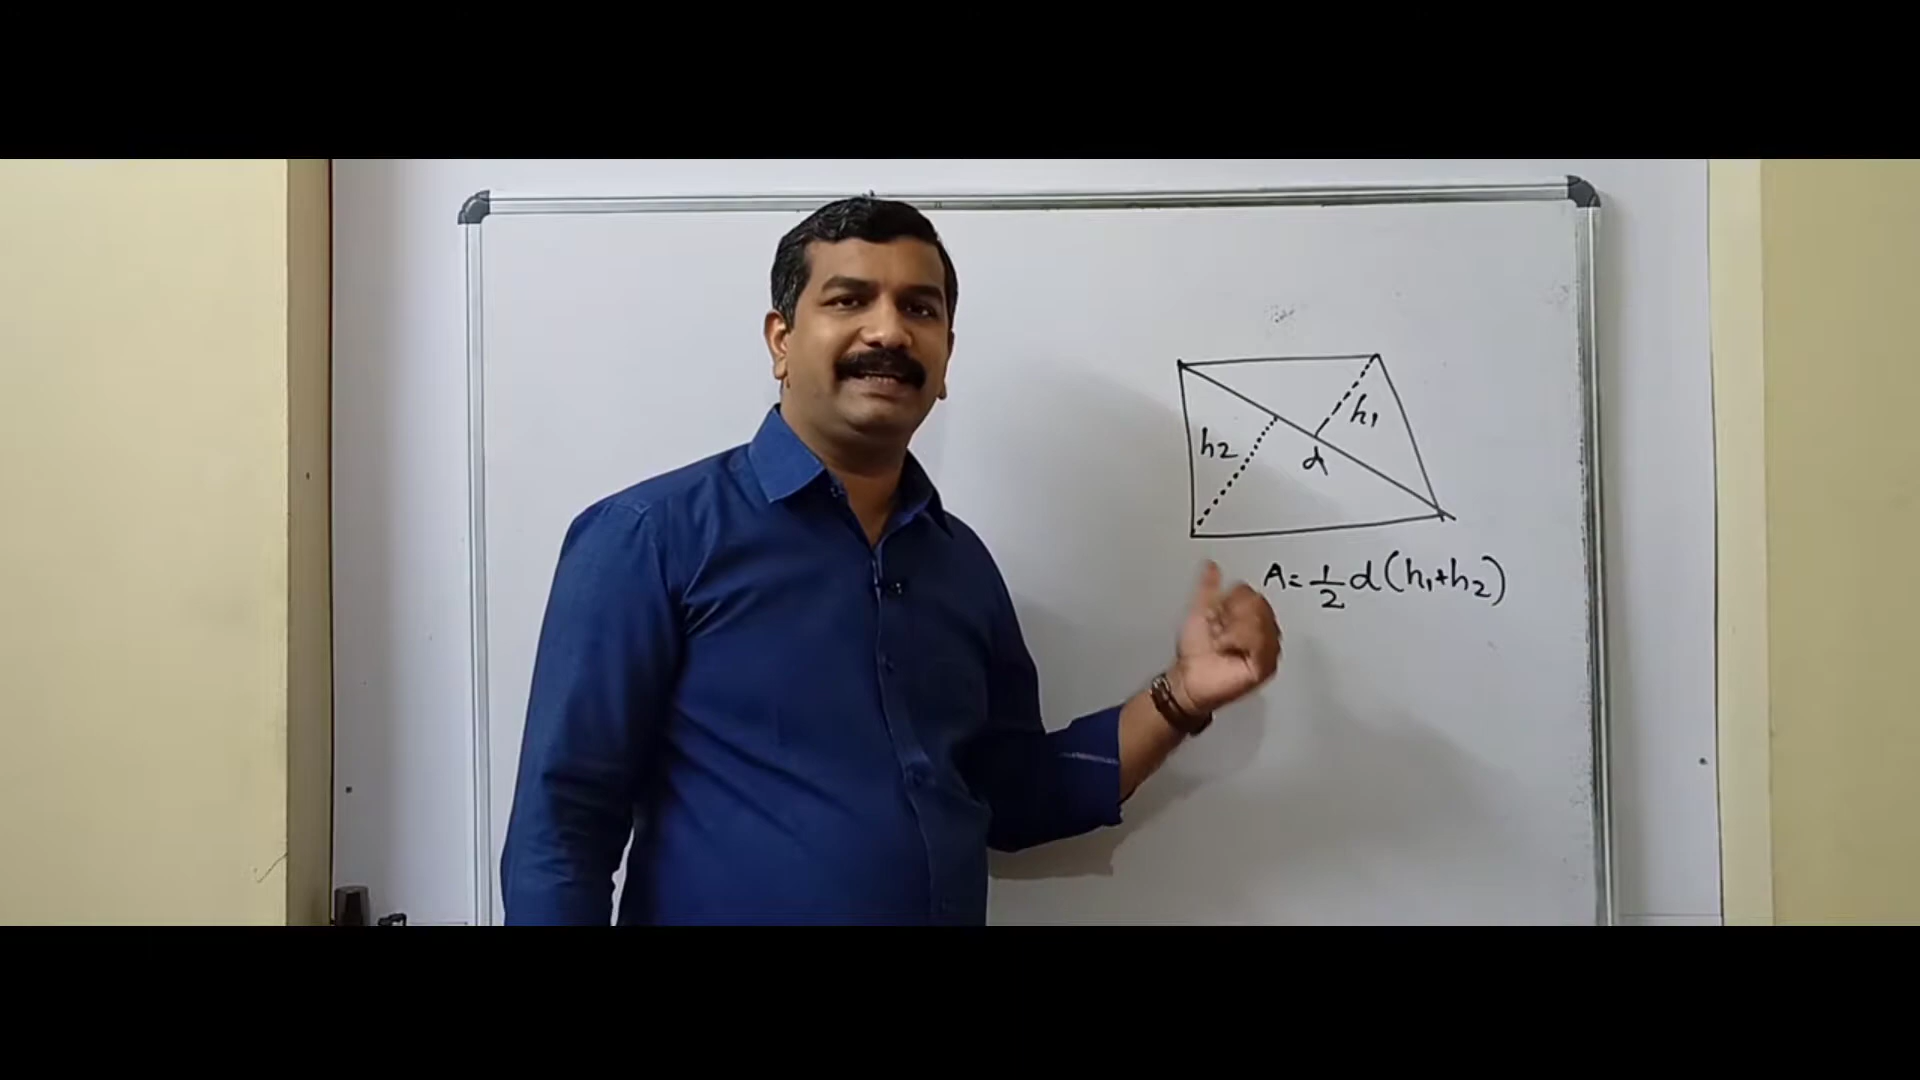 h1
h2
d
A = 1/2 d(h1+h2)